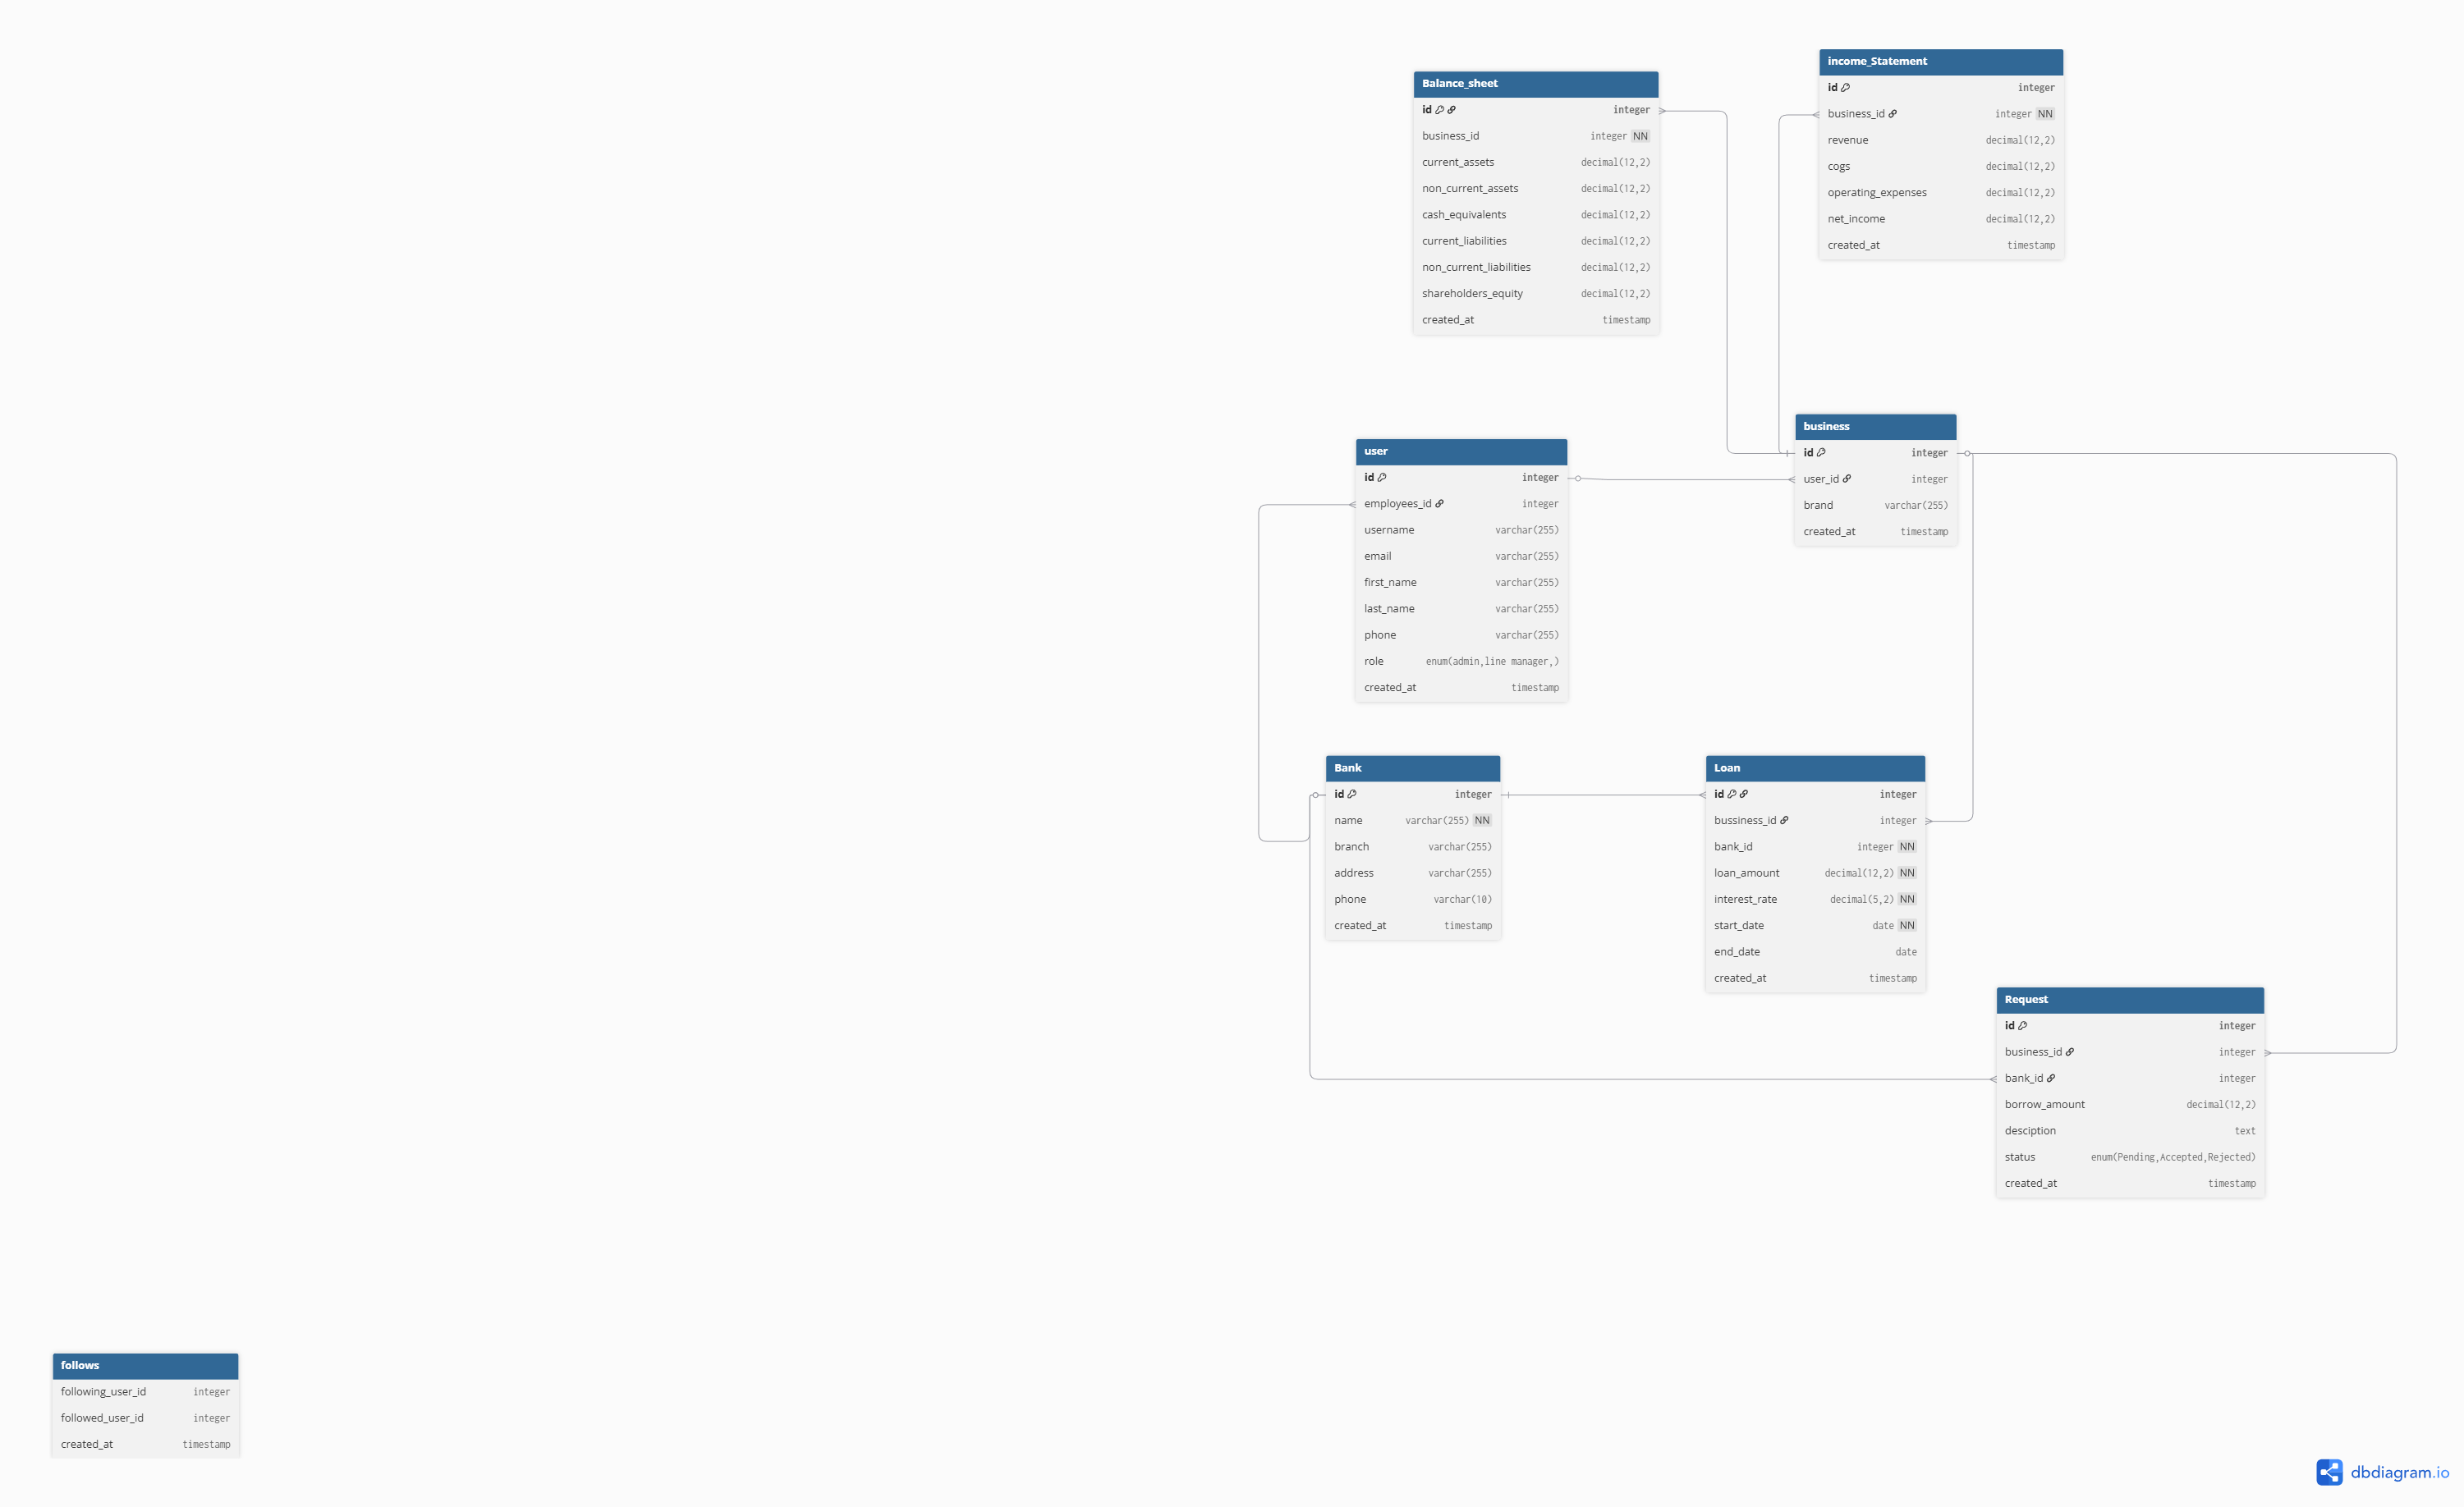 income_Statement
id integer
business_id integer NN
revenue decimal(12,2)
cogs decimal(12,2)
operating_expenses decimal(12,2)
net_income decimal(12,2)
created_at timestamp
Balance_sheet
id integer
business_id integer NN
current_assets decimal(12,2)
non_current_assets decimal(12,2)
cash_equivalents decimal(12,2)
current_liabilities decimal(12,2)
non_current_liabilities decimal(12,2)
shareholders_equity decimal(12,2)
created_at timestamp
business
id integer
user_id integer
brand varchar(255)
created_at timestamp
user
id integer
employees_id integer
username varchar(255)
email varchar(255)
first_name varchar(255)
last_name varchar(255)
phone varchar(255)
role enum(admin,line manager,)
created_at timestamp
Bank
id integer
name varchar(255) NN
branch varchar(255)
address varchar(255)
phone varchar(10)
created_at timestamp
Loan
id integer
bussiness_id integer
bank_id integer NN
loan_amount decimal(12,2) NN
interest_rate decimal(5,2) NN
start_date date NN
end_date date
created_at timestamp
Request
id integer
business_id integer
bank_id integer
borrow_amount decimal(12,2)
desciption text
status enum(Pending,Accepted,Rejected)
created_at timestamp
follows
following_user_id integer
followed_user_id integer
created_at timestamp
dbdiagram.io